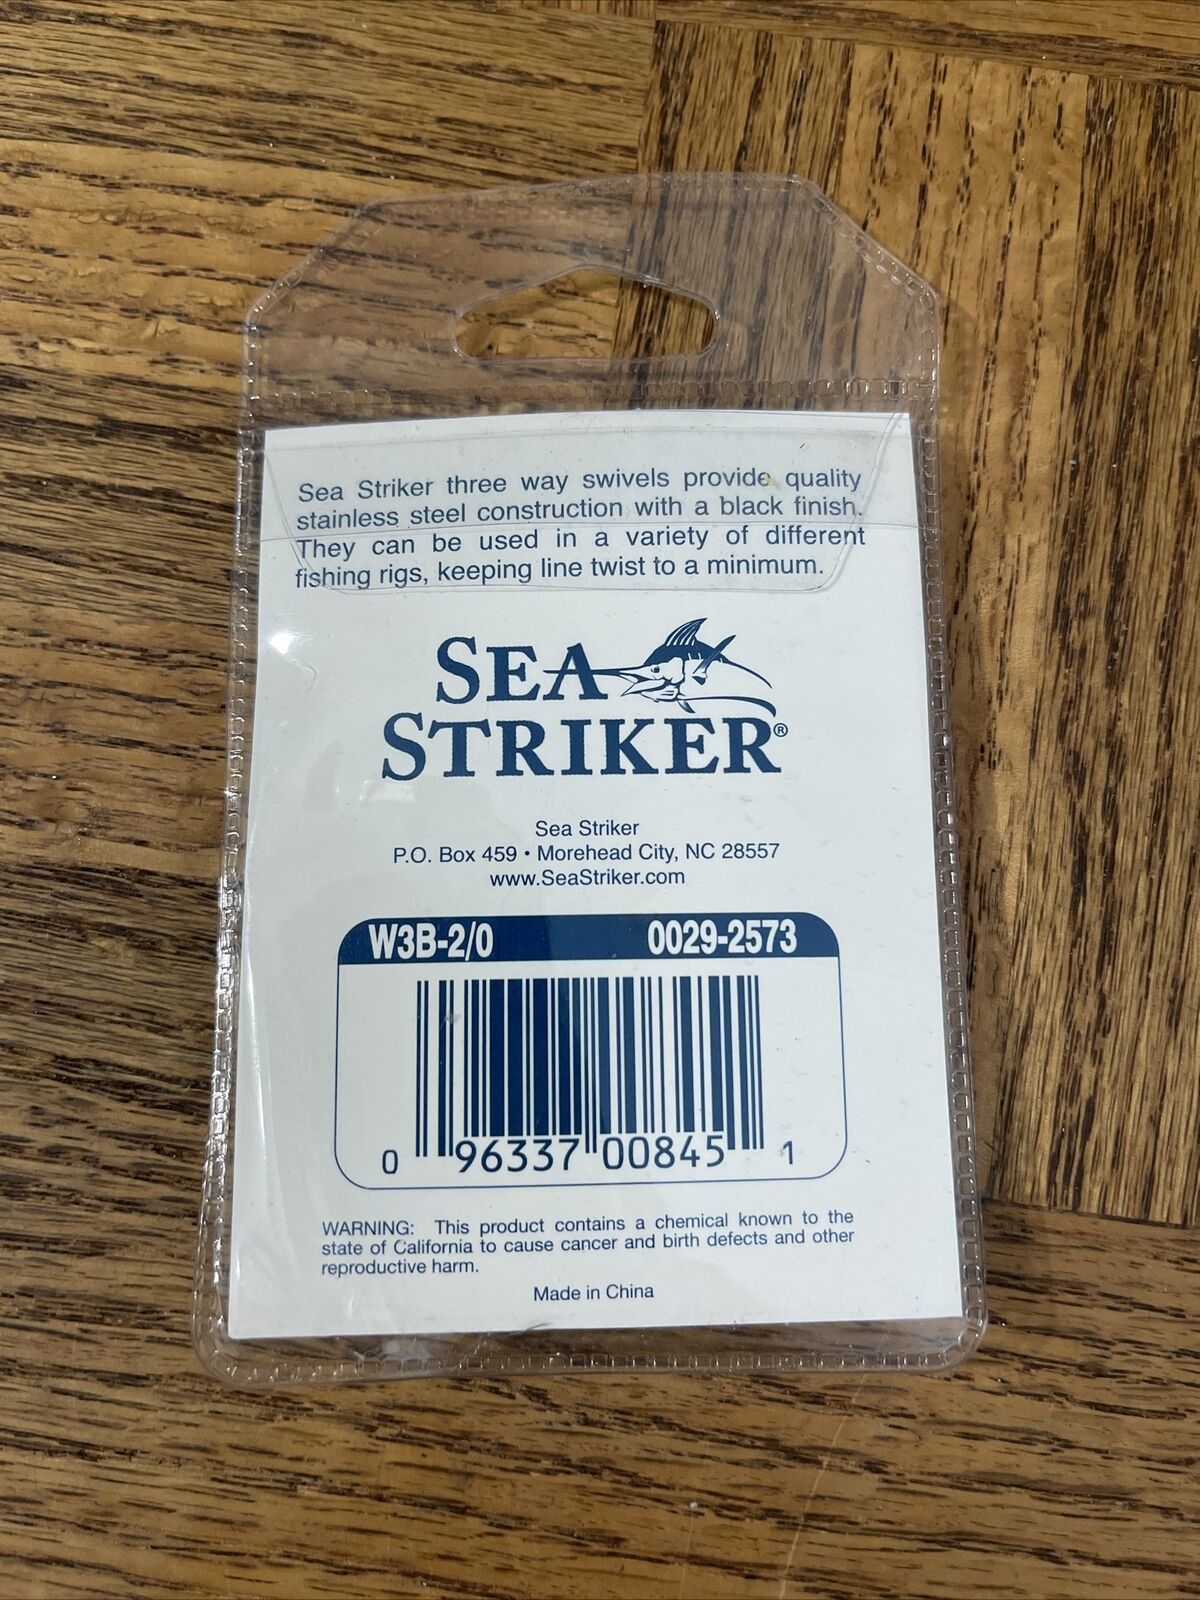 Sea Striker three way swivels provide quality
stainless steel construction with a black finish.
They can be used in a variety of different
fishing rigs, keeping line twist to a minimum.
SEA
STRIKER®
Sea Striker
P.O. Box 459 • Morehead City, NC 28557
www.SeaStriker.com
W3B-2/0 0029-2573
0 96337 00845 1
WARNING: This product contains a chemical known to the
state of California to cause cancer and birth defects and other
reproductive harm.
Made in China